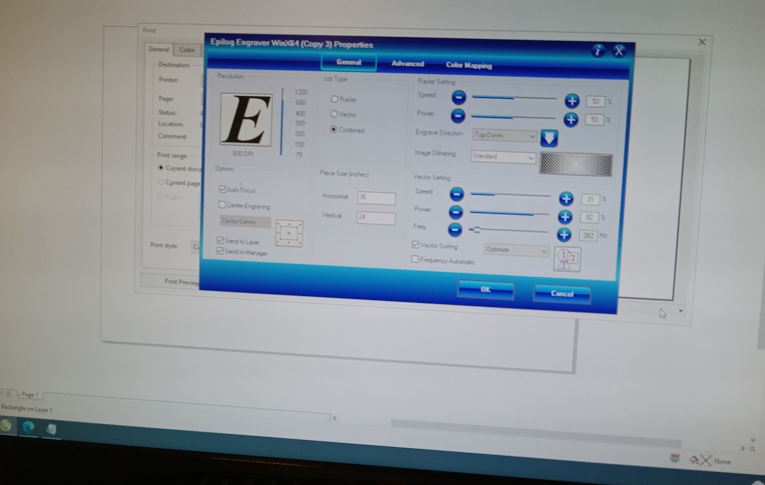 Print
General Color
Destination
Printer:
Page:
Status:
Location:
Comment:
Print range
Current docu
Current page
Pages:
Print style:
Print Preview
Epilog Engraver WinX64 (Copy 3) Properties
General Advanced Color Mapping
Resolution
E
600 DPI
1200
600
400
300
200
150
75
Options
Auto Focus
Center-Engraving
Center-Center
Send to Laser
Send to Manager
Job Type
Raster
Vector
Combined
Piece Size (Inches)
Horizontal 36
Vertical 24
Raster Setting
Speed 50 %
Power: 50 %
Engrave Direction: Top-Down
Image Dithering: Standard
Vector Setting
Speed 31 %
Power: 82 %
Freq: 382 Hz
Vector Sorting Optimize
Frequency Automatic
OK Cancel
Page 1
Rectangle on Layer 1
None